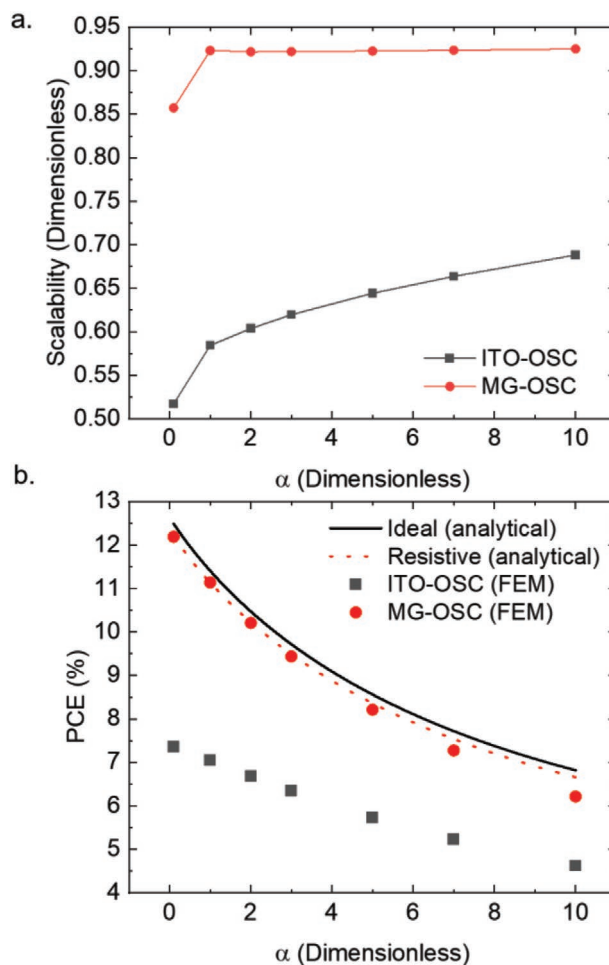 a.
0.95
0.90
0.85
0.80
0.75
0.70
0.65
0.60
0.55
0.50
Scalability (Dimensionless)
ITO-OSC
MG-OSC
0 2 4 6 8 10
α (Dimensionless)
b.
13
12
11
10
9
8
7
6
5
4
PCE (%)
Ideal (analytical)
Resistive (analytical)
ITO-OSC (FEM)
MG-OSC (FEM)
0 2 4 6 8 10
α (Dimensionless)